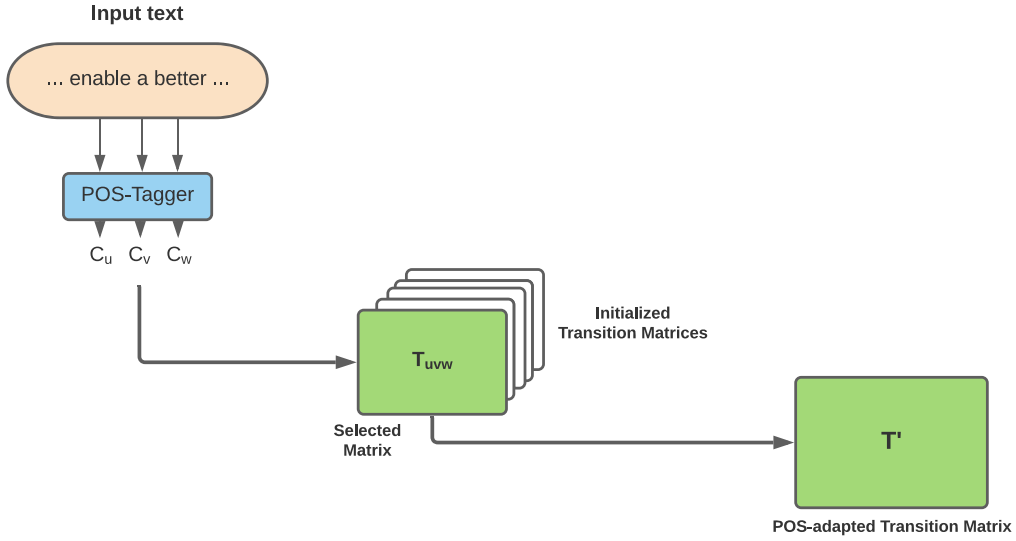 Input text
... enable a better ...
POS-Tagger
Cu Cv Cw
Initialized
Transition Matrices
Tuvw
Selected
Matrix
T'
POS-adapted Transition Matrix